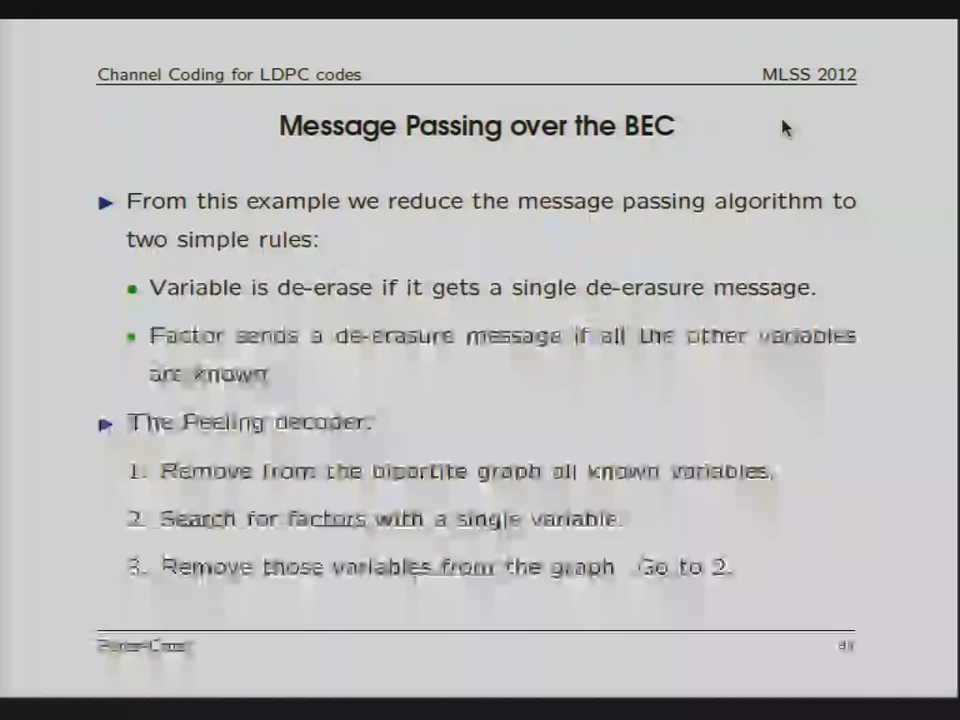 Channel Coding for LDPC codes MLSS 2012
Message Passing over the BEC
From this example we reduce the message passing algorithm to
two simple rules:
Variable is de-erase if it gets a single de-erasure message.
Factor sends a de-erasure message if all the other variables
are known
The Peeling decoder:
1. Remove from the bipartite graph all known variables.
2. Search for factors with a single variable.
3. Remove those variables from the graph. Go to 2.